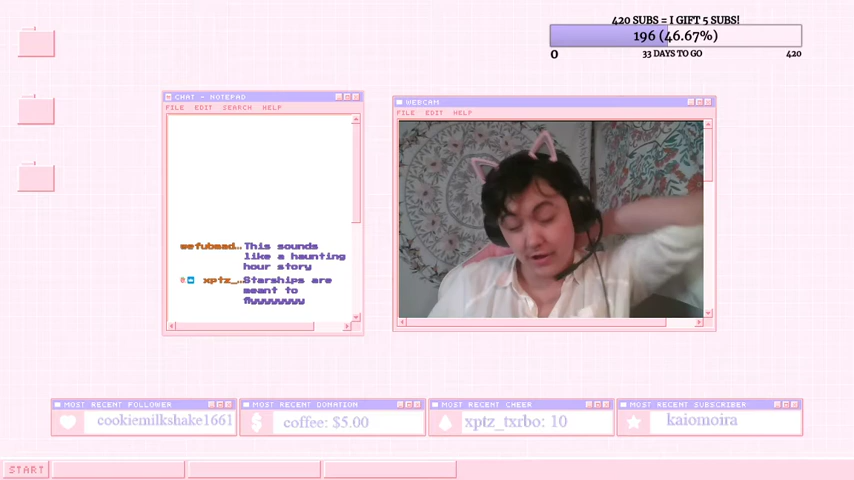 420 SUBS = I GIFT 5 SUBS!
196 (46.67%)
0 33 DAYS TO GO 420
CHAT - NOTEPAD
FILE EDIT SEARCH HELP
wefubmad... This sounds
like a haunting
hour story
xptz_... Starships are
meant to
flyyyyyyyy
WEBCAM
FILE EDIT HELP
MOST RECENT FOLLOWER
cookiemilkshake1661
MOST RECENT DONATION
coffee: $5.00
MOST RECENT CHEER
xptz_txrbo: 10
MOST RECENT SUBSCRIBER
kaiomoira
START